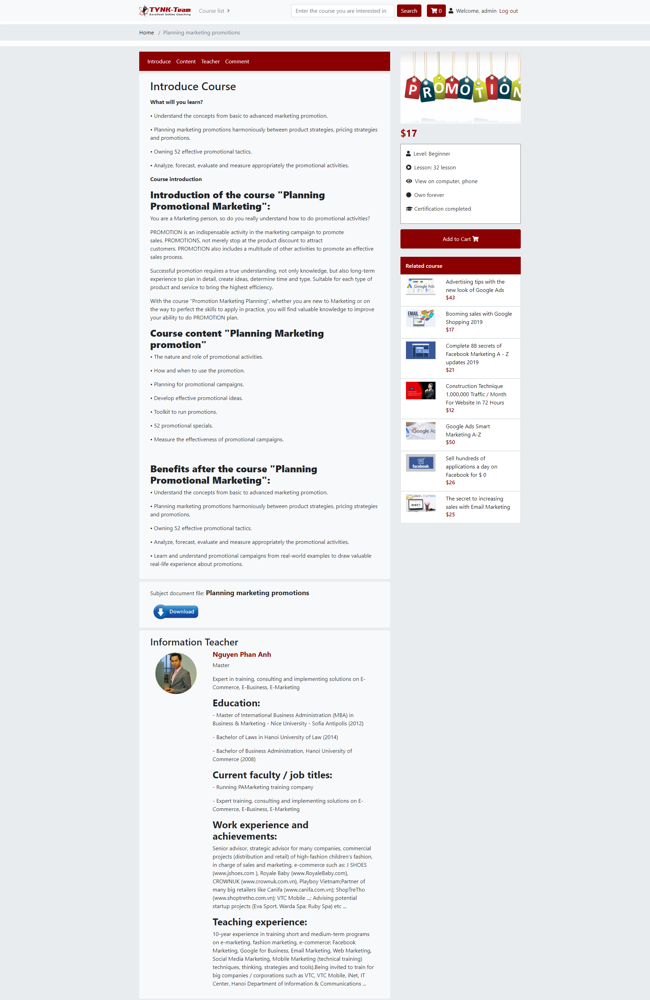 TYNK-Team
Excellent Online Coaching
Course list
Enter the course you are interested in
Search
0
Welcome, admin
Log out
Home / Planning marketing promotions
Introduce Content Teacher Comment
Introduce Course
What will you learn?
• Understand the concepts from basic to advanced marketing promotion.
• Planning marketing promotions harmoniously between product strategies, pricing strategies
and promotions.
• Owning 52 effective promotional tactics.
• Analyze, forecast, evaluate and measure appropriately the promotional activities.
Course introduction
Introduction of the course "Planning
Promotional Marketing":
You are a Marketing person, so do you really understand how to do promotional activities?
PROMOTION is an indispensable activity in the marketing campaign to promote
sales. PROMOTIONS, not merely stop at the product discount to attract
customers. PROMOTION also includes a multitude of other activities to promote an effective
sales process.
Successful promotion requires a true understanding, not only knowledge, but also long-term
experience to plan in detail, create ideas, determine time and type. Suitable for each type of
product and service to bring the highest efficiency.
With the course "Promotion Marketing Planning", whether you are new to Marketing or on
the way to perfect the skills to apply in practice, you will find valuable knowledge to improve
your ability to do PROMOTION plan.
Course content "Planning Marketing
promotion"
• The nature and role of promotional activities.
• How and when to use the promotion.
• Planning for promotional campaigns.
• Develop effective promotional ideas.
• Toolkit to run promotions.
• 52 promotional specials.
• Measure the effectiveness of promotional campaigns.
Benefits after the course "Planning
Promotional Marketing":
• Understand the concepts from basic to advanced marketing promotion.
• Planning marketing promotions harmoniously between product strategies, pricing strategies
and promotions.
• Owning 52 effective promotional tactics.
• Analyze, forecast, evaluate and measure appropriately the promotional activities.
• Learn and understand promotional campaigns from real-world examples to draw valuable
real-life experience about promotions.
Subject document file: Planning marketing promotions
Download
Information Teacher
Nguyen Phan Anh
Master
Expert in training, consulting and implementing solutions on E-
Commerce, E-Business, E-Marketing
Education:
- Master of International Business Administration (MBA) in
Business & Marketing - Nice University - Sofia Antipolis (2012)
- Bachelor of Laws in Hanoi University of Law (2014)
- Bachelor of Business Administration, Hanoi University of
Commerce (2008)
Current faculty / job titles:
- Running PAMarketing training company
- Expert training, consulting and implementing solutions on E-
Commerce, E-Business, E-Marketing
Work experience and
achievements:
Senior advisor, strategic advisor for many companies, commercial
projects (distribution and retail) of high-fashion children's fashion,
in charge of sales and marketing, e-commerce such as: J SHOES
(www.jshoes.com ), Royale Baby (www.RoyaleBaby.com),
CROWNUK (www.crownuk.com.vn), Playboy Vietnam;Partner of
many big retailers like Canifa (www.canifa.com.vn); ShopTreTho
(www.shoptretho.com.vn); VTC Mobile ...; Advising potential
startup projects (Eva Sport, Warda Spa; Ruby Spa) etc ...
Teaching experience:
10-year experience in training short and medium-term programs
on e-marketing, fashion marketing, e-commerce: Facebook
Marketing, Google for Business, Email Marketing, Web Marketing,
Social Media Marketing, Mobile Marketing (technical training)
techniques, thinking, strategies and tools).Being invited to train for
big companies / corporations such as VTC, VTC Mobile, iNet, IT
Center, Hanoi Department of Information & Communications ...
PROMOTION
$17
Level: Beginner
Lesson: 32 lesson
View on computer, phone
Own forever
Certification completed
Add to Cart
Related course
Google Ads
Advertising tips with the
new look of Google Ads
$43
EMAIL
MARKETING
Booming sales with Google
Shopping 2019
$17
AD
Complete 88 secrets of
Facebook Marketing A - Z
updates 2019
$21
Construction Technique
1,000,000 Traffic / Month
For Website In 72 Hours
$12
Google Ad
Google Ads Smart
Marketing A-Z
$50
facebook
Sell hundreds of
applications a day on
Facebook for $ 0
$26
The secret to increasing
sales with Email Marketing
$25